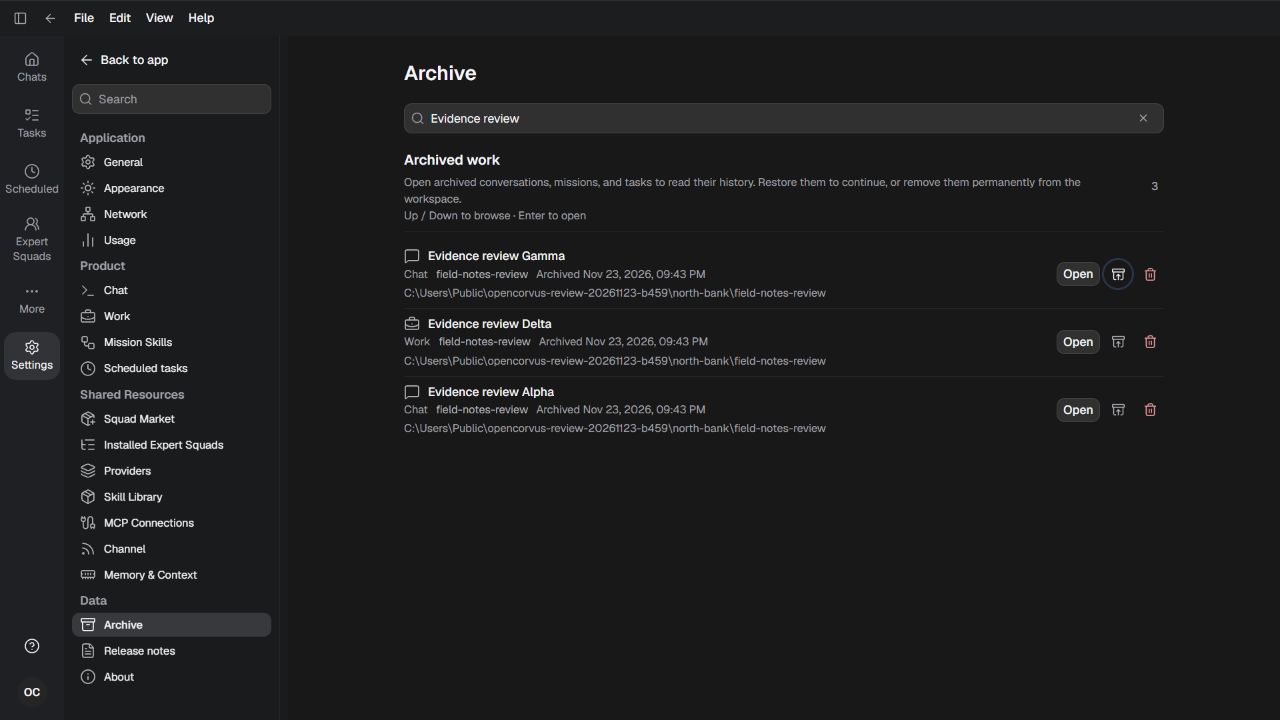 File Edit View Help
Chats
Tasks
Scheduled
Expert
Squads
More
Settings
OC
Back to app
Search
Application
General
Appearance
Network
Usage
Product
Chat
Work
Mission Skills
Scheduled tasks
Shared Resources
Squad Market
Installed Expert Squads
Providers
Skill Library
MCP Connections
Channel
Memory & Context
Data
Archive
Release notes
About
Archive
Evidence review
Archived work
Open archived conversations, missions, and tasks to read their history. Restore them to continue, or remove them permanently from the
workspace.
3
Up / Down to browse · Enter to open
Evidence review Gamma
Chat field-notes-review Archived Nov 23, 2026, 09:43 PM
C:\Users\Public\opencorvus-review-20261123-b459\north-bank\field-notes-review
Open
Evidence review Delta
Work field-notes-review Archived Nov 23, 2026, 09:43 PM
C:\Users\Public\opencorvus-review-20261123-b459\north-bank\field-notes-review
Open
Evidence review Alpha
Chat field-notes-review Archived Nov 23, 2026, 09:43 PM
C:\Users\Public\opencorvus-review-20261123-b459\north-bank\field-notes-review
Open